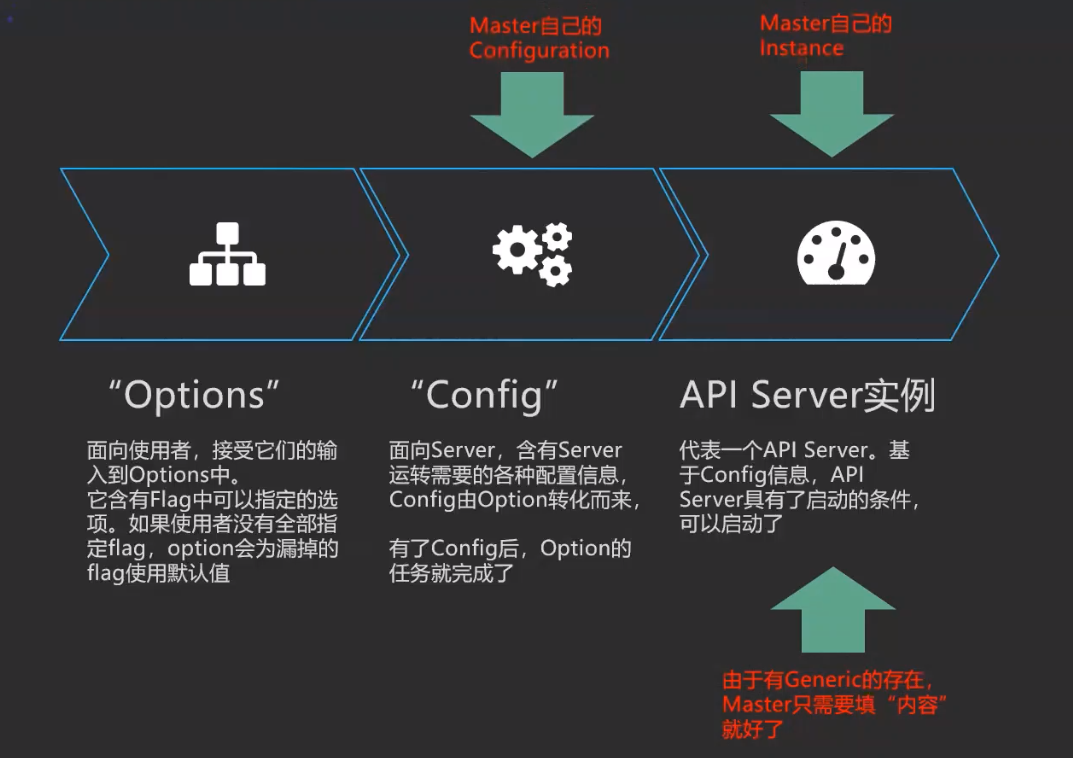 Master自己的
Configuration
Master自己的
Instance
“Options”
面向使用者，接受它们的输
入到Options中。
它含有Flag中可以指定的选
项。如果使用者没有全部指
定flag，option会为漏掉的
flag使用默认值
“Config”
面向Server，含有Server
运转需要的各种配置信息，
Config由Option转化而来，
有了Config后，Option的
任务就完成了
API Server实例
代表一个API Server。基
于Config信息，API
Server具有了启动的条件，
可以启动了
由于有Generic的存在，
Master只需要填“内容”
就好了